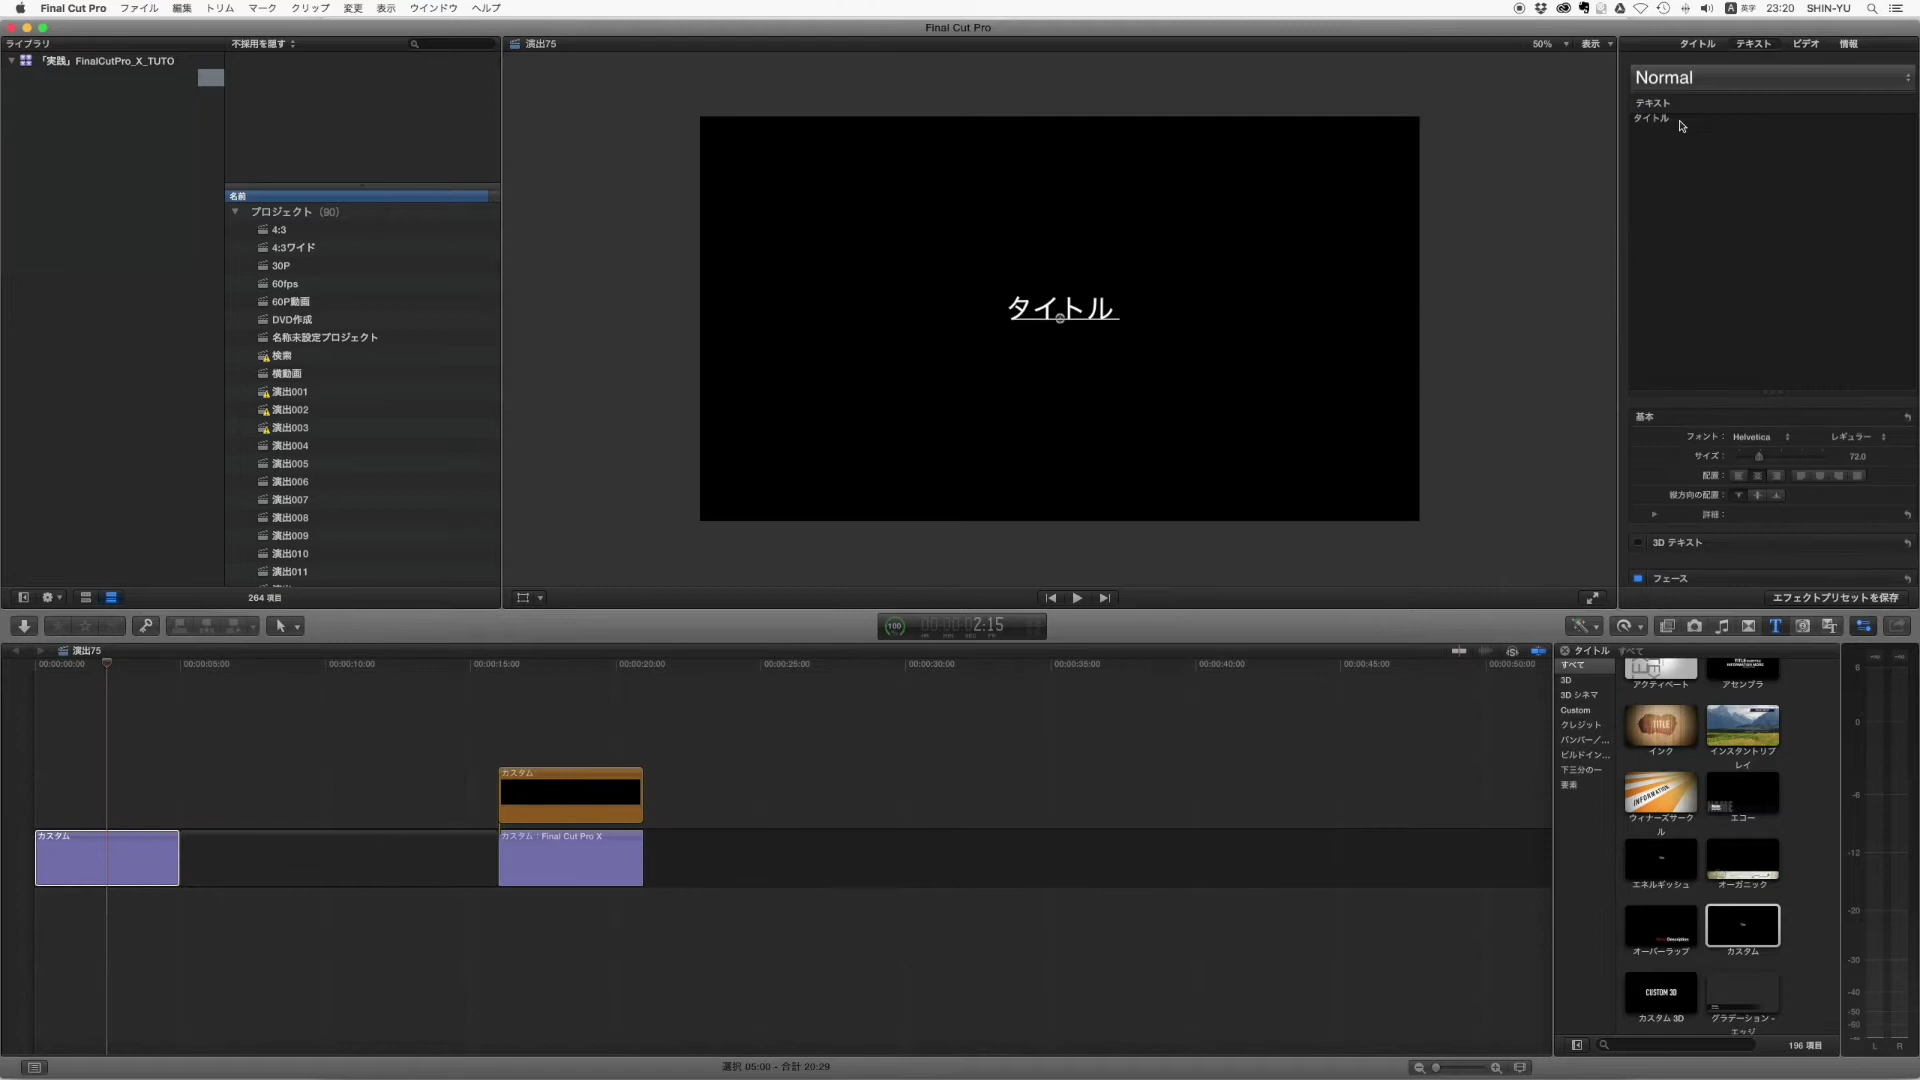 Final Cut Pro ファイル 編集 トリム マーク クリップ 変更 表示 ウインドウ ヘルプ
英字 23:20 SHIN-YU
Final Cut Pro
ライブラリ
不採用を隠す
演出75
50%
表示
タイトル テキスト ビデオ 情報
「実践」FinalCutPro_X_TUTO
Normal
テキスト
タイトル
名前
プロジェクト (90)
4:3
4:3ワイド
30P
60fps
60P動画
DVD作成
名称未設定プロジェクト
検索
横動画
演出001
演出002
演出003
演出004
演出005
演出006
演出007
演出008
演出009
演出010
演出011
タイトル
基本
フォント: Helvetica レギュラー
サイズ: 72.0
配置:
縦方向の配置:
詳細:
3D テキスト
フェース
264 項目
エフェクトプリセットを保存
100 00:00:00 2:15
HR MIN SEC FR
演出75
00:00:00:00 00:00:05:00 00:00:10:00 00:00:15:00 00:00:20:00 00:00:25:00 00:00:30:00 00:00:35:00 00:00:40:00 00:00:45:00 00:00:50:00
カスタム
カスタム
カスタム:Final Cut Pro X
タイトル すべて
すべて
3D
3D シネマ
Custom
クレジット
バンパー/...
ビルドイン...
下三分の一
要素
アクティベート
アセンブラ
TITLE
インク
インスタントリプレイ
INFORMATION
ウィナーズサークル
NAME
エコー
エネルギッシュ
オーガニック
オーバーラップ
カスタム
CUSTOM 3D
カスタム 3D
グラデーション -
エッジ
196 項目
6
0
-6
-12
-20
-30
-40
-50
-60
-∞
L R
選択 05:00 - 合計 20:29